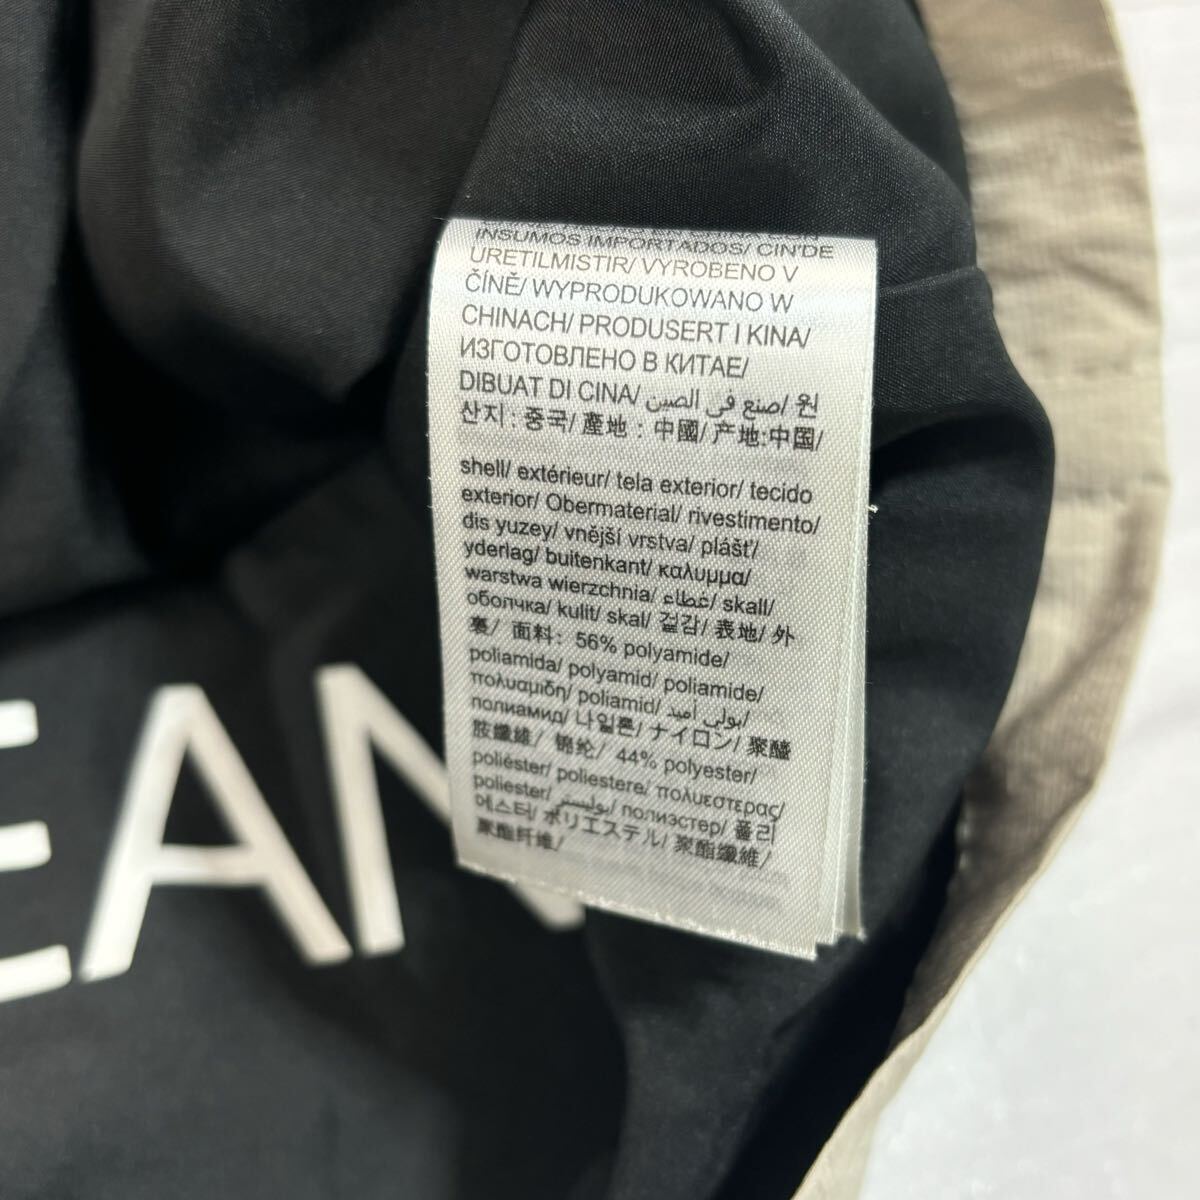 INSUMOS IMPORTADOS/ CIN'DE
URETILMISTIR/ VYROBENO V
ČÍNĚ/ WYPRODUKOWANO W
CHINACH/ PRODUSERT I KINA/
ИЗГОТОВЛЕНО В КИТАЕ/
DIBUAT DI CINA/ صنع في الصين/ 원
산지 : 중국/ 產地 : 中國/ 产地:中国/
shell/ extérieur/ tela exterior/ tecido
exterior/ Obermaterial/ rivestimento/
dis yuzey/ vnější vrstva/ plášť/
yderlag/ buitenkant/ καλυμμα/
warstwa wierzchnia/ غطاء/ skall/
оболчка/ kulit/ skal/ 겉감/ 表地/ 外
裏/ 面料: 56% polyamide/
poliamida/ polyamid/ poliamide/
πολυαμιδη/ poliamid/ بولي أميد/
полиамид/ 나일론/ ナイロン/ 聚醯
胺纖維/ 锦纶/ 44% polyester/
poliéster/ poliestere/ πολυεστερας/
poliester/ بوليستر/ полиэстер/ 폴리
에스터/ ポリエステル/ 聚酯纖維/
聚酯纤维/
EAN